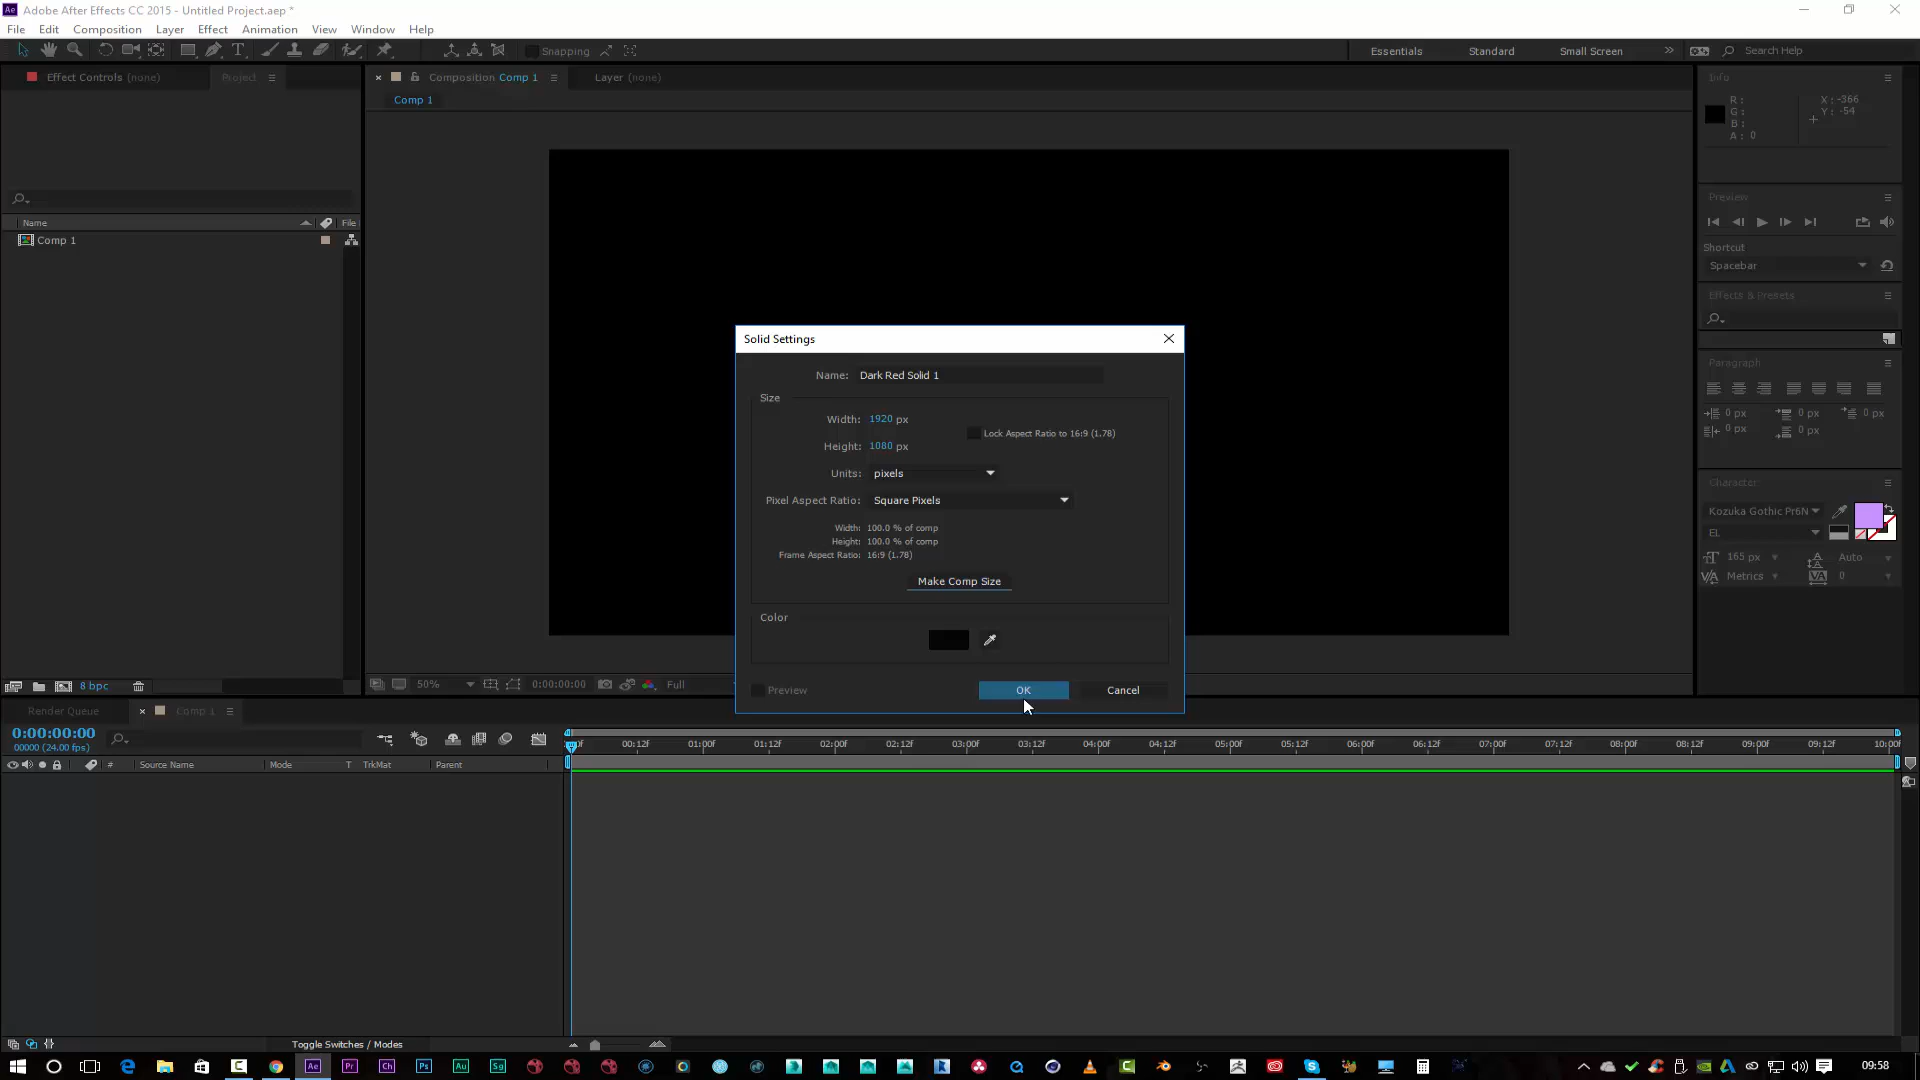 Adobe After Effects CC 2015 - Untitled Project.aep *
File Edit Composition Layer Effect Animation View Window Help
Snapping
Essentials Standard Small Screen » Search Help
Effect Controls (none) Project
Composition Comp 1 Layer (none)
Comp 1
Info
R :
G :
B :
A : 0
X : -366
Y : -54
Preview
Shortcut
Spacebar
Effects & Presets
Paragraph
0 px 0 px 0 px
0 px 0 px
Character
Kozuka Gothic Pr6N
EL
165 px Auto
Metrics 0
Name File
Comp 1
8 bpc
Solid Settings
Name: Dark Red Solid 1
Size
Width: 1920 px
Lock Aspect Ratio to 16:9 (1.78)
Height: 1080 px
Units: pixels
Pixel Aspect Ratio: Square Pixels
Width: 100.0 % of comp
Height: 100.0 % of comp
Frame Aspect Ratio: 16:9 (1.78)
Make Comp Size
Color
Preview
OK Cancel
50% 0:00:00:00 Full
Render Queue Comp 1
0:00:00:00
00000 (24.00 fps)
00:12f 01:00f 01:12f 02:00f 02:12f 03:00f 03:12f 04:00f 04:12f 05:00f 05:12f 06:00f 06:12f 07:00f 07:12f 08:00f 08:12f 09:00f 09:12f 10:00f
# Source Name Mode T TrkMat Parent
Toggle Switches / Modes
Ae Pr Ch Ps Au Sg
09:58